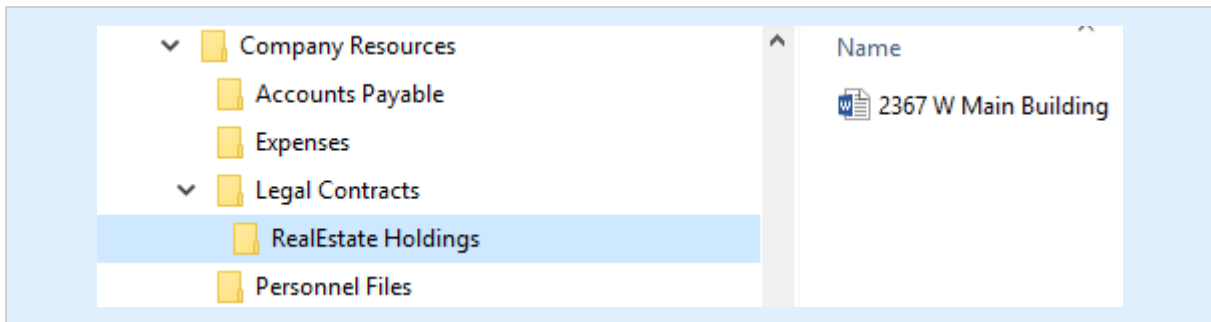 Company Resources
Accounts Payable
Expenses
Legal Contracts
RealEstate Holdings
Personnel Files
Name
2367 W Main Building